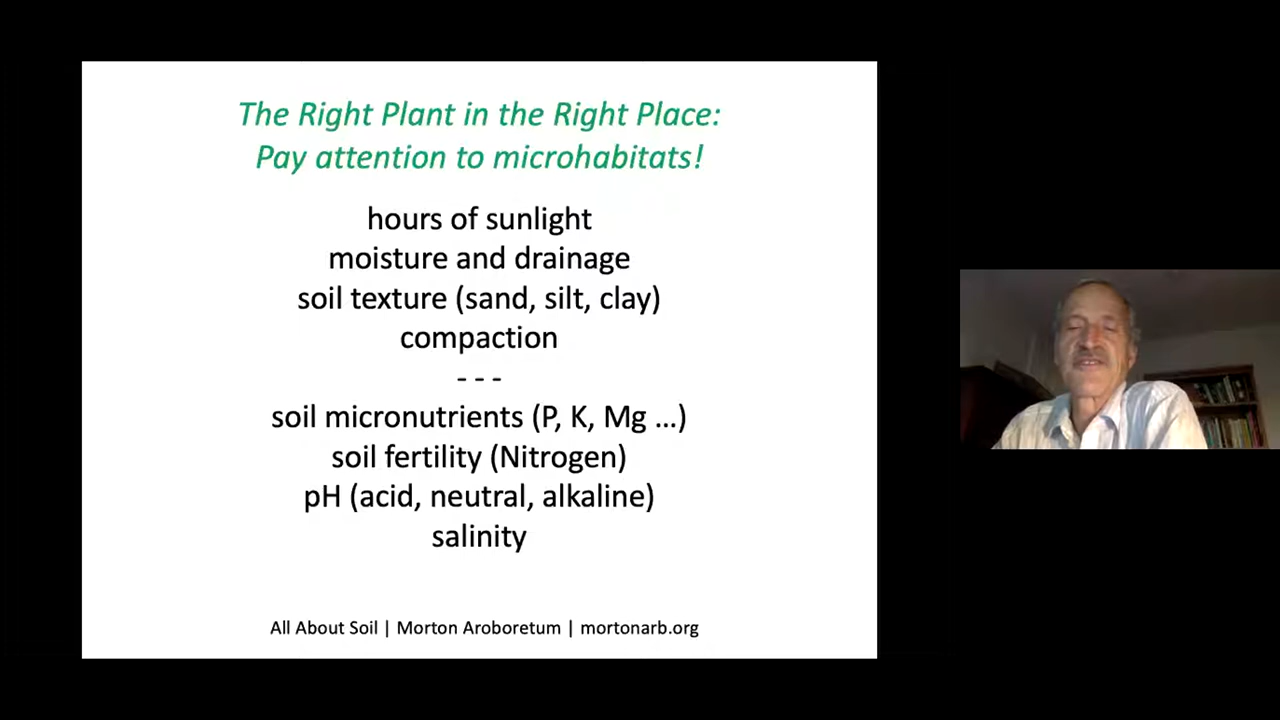 The Right Plant in the Right Place:
Pay attention to microhabitats!
hours of sunlight
moisture and drainage
soil texture (sand, silt, clay)
compaction
- - -
soil micronutrients (P, K, Mg ...)
soil fertility (Nitrogen)
pH (acid, neutral, alkaline)
salinity
All About Soil | Morton Aroboretum | mortonarb.org